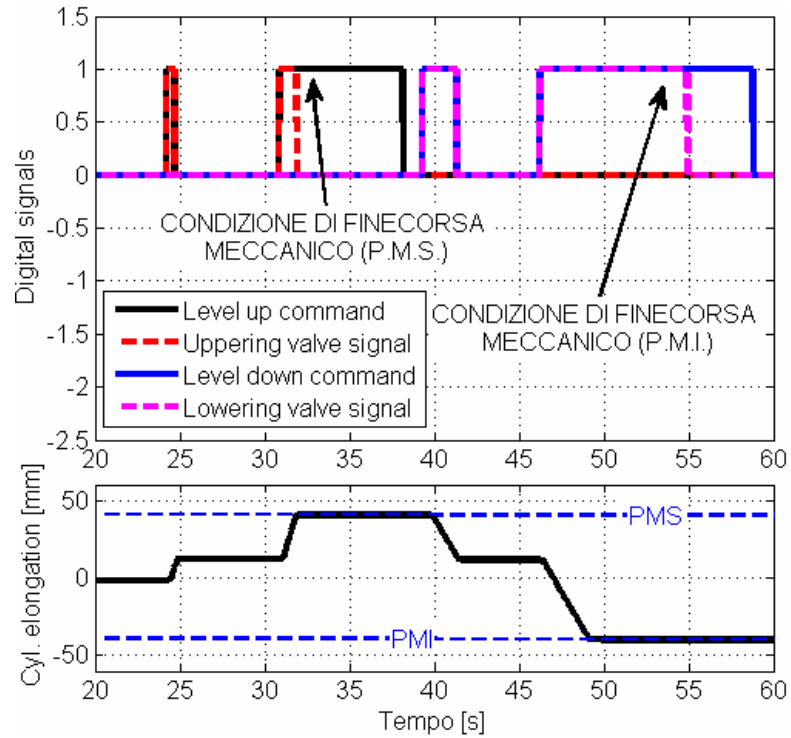 1.5
1
0.5
0
-0.5
-1
-1.5
-2
-2.5
Digital signals
CONDIZIONE DI FINECORSA
MECCANICO (P.M.S.)
CONDIZIONE DI FINECORSA
MECCANICO (P.M.I.)
Level up command
Uppering valve signal
Level down command
Lowering valve signal
20 25 30 35 40 45 50 55 60
50
0
-50
Cyl. elongation [mm]
PMS
PMI
20 25 30 35 40 45 50 55 60
Tempo [s]